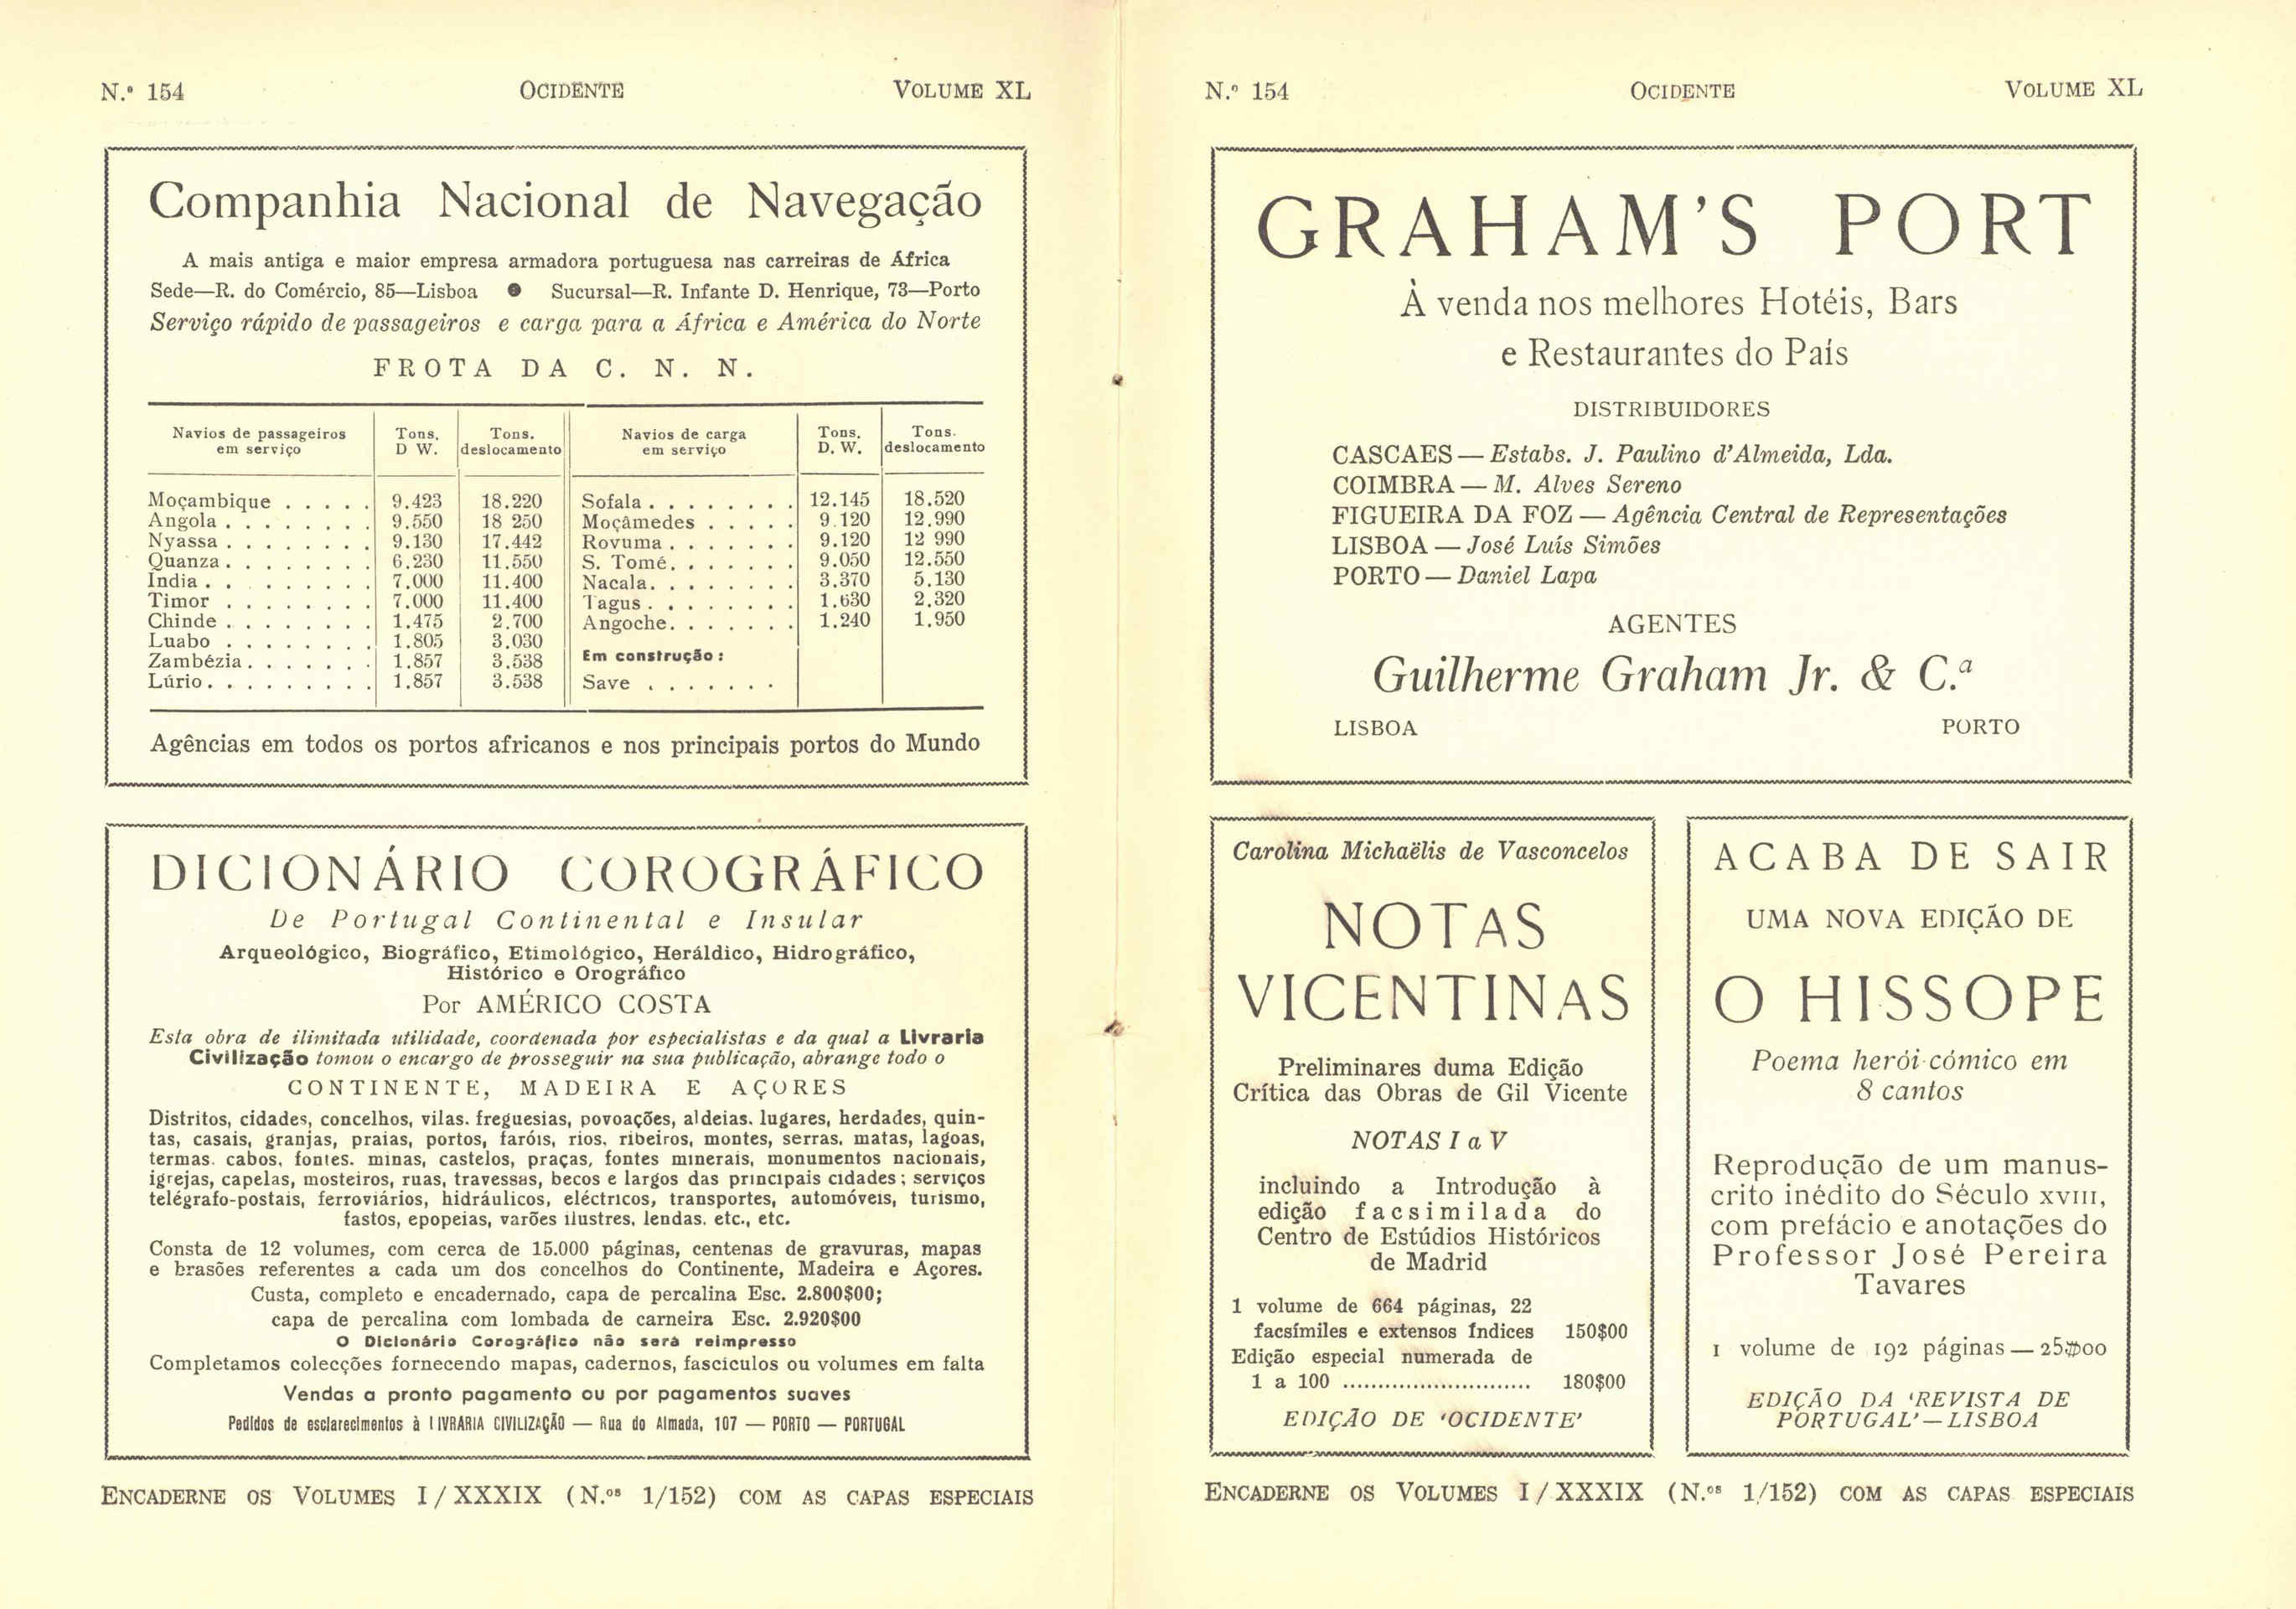 N.º 154 OCIDENTE VOLUME XL
Companhia Nacional de Navegação
A mais antiga e maior empresa armadora portuguesa nas carreiras de África
Sede—R. do Comércio, 85—Lisboa ● Sucursal—R. Infante D. Henrique, 73—Porto
Serviço rápido de passageiros e carga para a África e América do Norte
FROTA DA C. N. N.
Navios de passageiros em serviço | Tons. D W. | Tons. deslocamento | Navios de carga em serviço | Tons. D. W. | Tons. deslocamento
Moçambique . . . . . 9.423 18.220 Sofala . . . . . . . . 12.145 18.520
Angola . . . . . . . . 9.550 18 250 Moçâmedes . . . . . 9.120 12.990
Nyassa . . . . . . . . 9.130 17.442 Rovuma . . . . . . . 9.120 12 990
Quanza . . . . . . . . 6.230 11.550 S. Tomé. . . . . . . 9.050 12.550
Índia . . . . . . . . 7.000 11.400 Nacala. . . . . . . . 3.370 5.130
Timor . . . . . . . . 7.000 11.400 Tagus . . . . . . . . 1.630 2.320
Chinde . . . . . . . . 1.475 2.700 Angoche. . . . . . . 1.240 1.950
Luabo . . . . . . . . 1.805 3.030
Zambézia . . . . . . . 1.857 3.538 Em construção:
Lúrio . . . . . . . . . 1.857 3.538 Save . . . . . . .
Agências em todos os portos africanos e nos principais portos do Mundo
DICIONÁRIO COROGRÁFICO
De Portugal Continental e Insular
Arqueológico, Biográfico, Etimológico, Heráldico, Hidrográfico,
Histórico e Orográfico
Por AMÉRICO COSTA
Esta obra de ilimitada utilidade, coordenada por especialistas e da qual a Livraria
Civilização tomou o encargo de prosseguir na sua publicação, abrange todo o
CONTINENTE, MADEIRA E AÇORES
Distritos, cidades, concelhos, vilas. freguesias, povoações, aldeias. lugares, herdades, quin-
tas, casais, granjas, praias, portos, faróis, rios, ribeiros, montes, serras. matas, lagoas,
termas. cabos, fontes. minas, castelos, praças, fontes minerais, monumentos nacionais,
igrejas, capelas, mosteiros, ruas, travessas, becos e largos das principais cidades; serviços
telégrafo-postais, ferroviários, hidráulicos, eléctricos, transportes, automóveis, turismo,
fastos, epopeias, varões ilustres, lendas. etc., etc.
Consta de 12 volumes, com cerca de 15.000 páginas, centenas de gravuras, mapas
e brasões referentes a cada um dos concelhos do Continente, Madeira e Açores.
Custa, completo e encadernado, capa de percalina Esc. 2.800$00;
capa de percalina com lombada de carneira Esc. 2.920$00
O Dicionário Corográfico não será reimpresso
Completamos colecções fornecendo mapas, cadernos, fascículos ou volumes em falta
Vendas a pronto pagamento ou por pagamentos suaves
Pedidos de esclarecimentos à LIVRARIA CIVILIZAÇÃO — Rua do Almada, 107 — PORTO — PORTUGAL
ENCADERNE OS VOLUMES I / XXXIX (N.ºˢ 1/152) COM AS CAPAS ESPECIAIS
N.º 154 OCIDENTE VOLUME XL
GRAHAM'S PORT
À venda nos melhores Hotéis, Bars
e Restaurantes do País
DISTRIBUIDORES
CASCAES — Estabs. J. Paulino d'Almeida, Lda.
COIMBRA — M. Alves Sereno
FIGUEIRA DA FOZ — Agência Central de Representações
LISBOA — José Luís Simões
PORTO — Daniel Lapa
AGENTES
Guilherme Graham Jr. & C.ª
LISBOA PORTO
Carolina Michaëlis de Vasconcelos
NOTAS
VICENTINAS
Preliminares duma Edição
Crítica das Obras de Gil Vicente
NOTAS I a V
incluindo a Introdução à
edição facsimilada do
Centro de Estúdios Históricos
de Madrid
1 volume de 664 páginas, 22
facsímiles e extensos Índices 150$00
Edição especial numerada de
1 a 100 ........................... 180$00
EDIÇÃO DE 'OCIDENTE'
ACABA DE SAIR
UMA NOVA EDIÇÃO DE
O HISSOPE
Poema herói-cómico em
8 cantos
Reprodução de um manus-
crito inédito do Século XVIII,
com prefácio e anotações do
Professor José Pereira
Tavares
1 volume de 192 páginas — 25$00
EDIÇÃO DA 'REVISTA DE
PORTUGAL' — LISBOA
ENCADERNE OS VOLUMES I / XXXIX (N.ºˢ 1/152) COM AS CAPAS ESPECIAIS